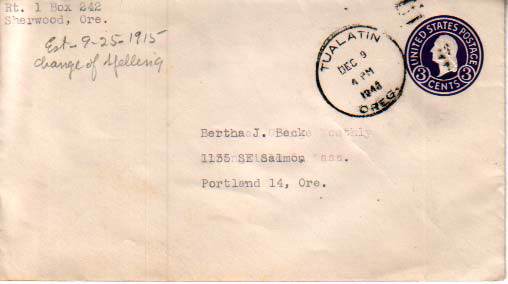 Rt. 1 Box 242
Sherwood, Ore.
Est - 9-25-1915
Change of Spelling
TUALATIN
DEC 9
4 PM
OREG.
UNITED STATES POSTAGE
3 CENTS 3
Bertha J. Becke
1135 SE Salmon
Portland 14, Ore.